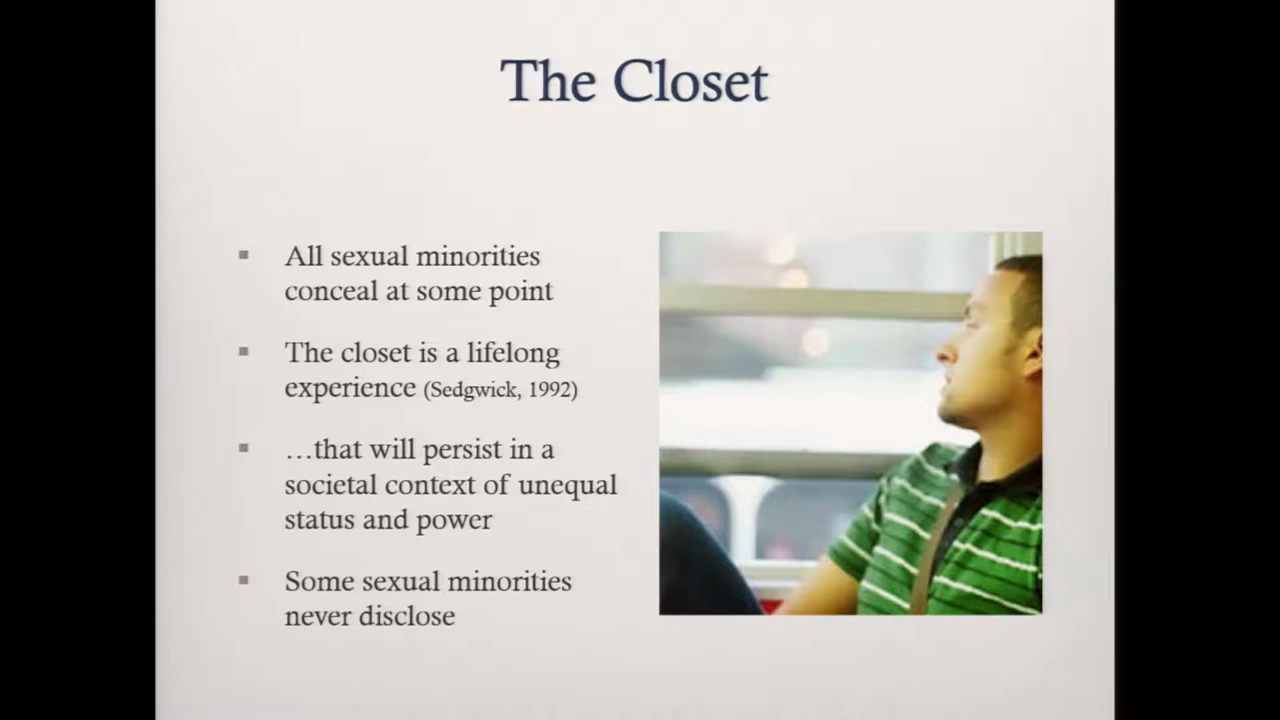 The Closet
All sexual minorities
conceal at some point
The closet is a lifelong
experience (Sedgwick, 1992)
…that will persist in a
societal context of unequal
status and power
Some sexual minorities
never disclose